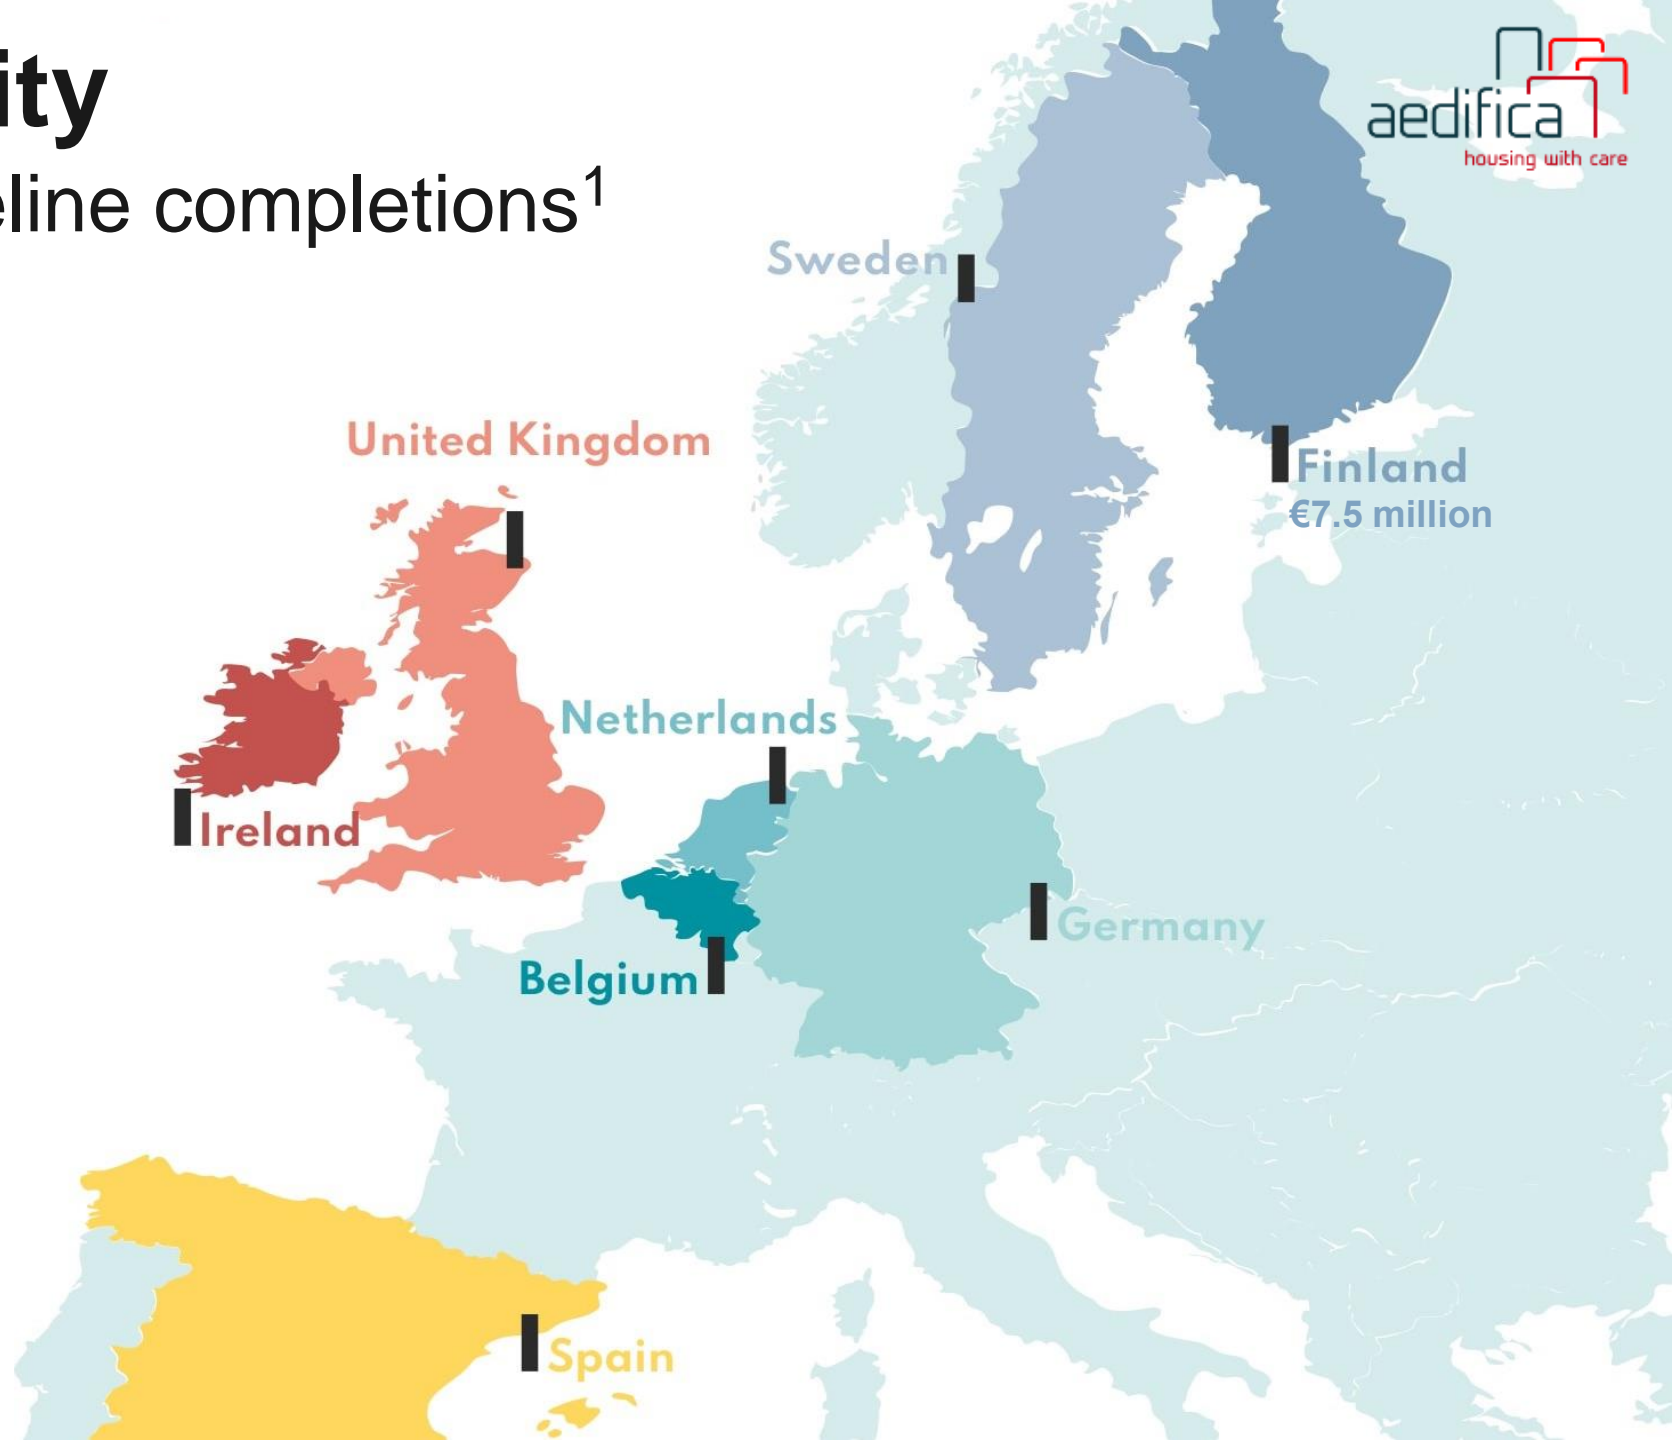 ity
eline completions¹
aedifica
housing with care
Sweden
United Kingdom
Finland
€7.5 million
Netherlands
Ireland
Germany
Belgium
Spain